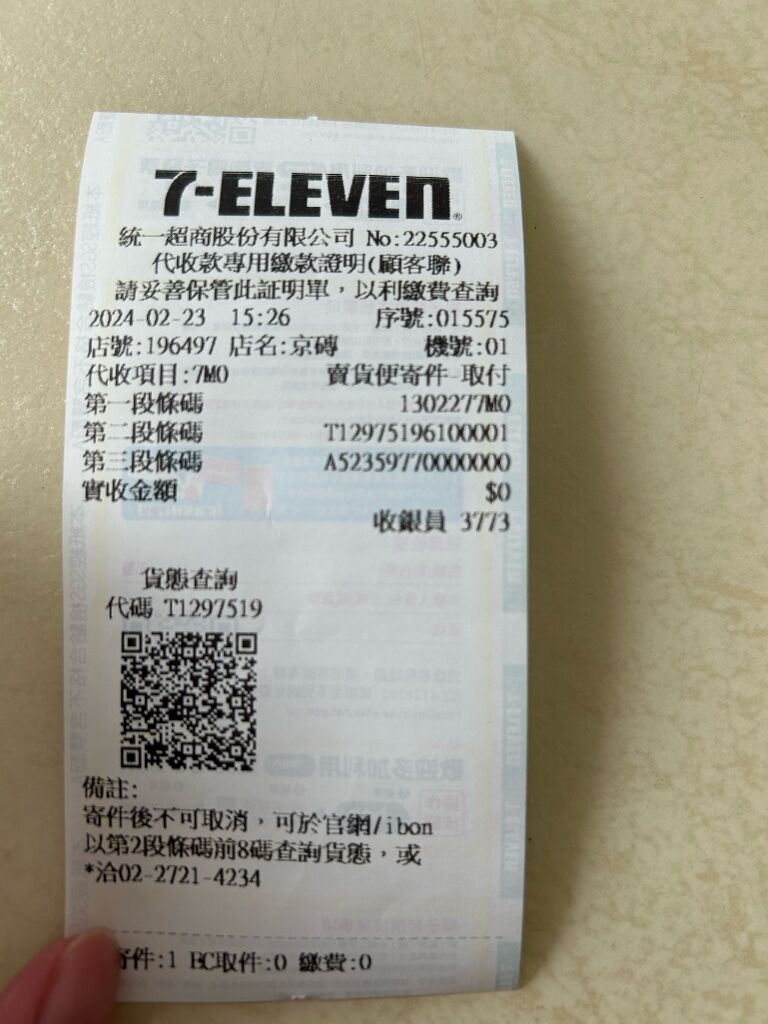 7-ELEVEN®
統一超商股份有限公司 No:22555003
代收款專用繳款證明(顧客聯)
請妥善保管此証明單，以利繳費查詢
2024-02-23 15:26 序號:015575
店號:196497 店名:京磚 機號:01
代收項目:7M0 賣貨便寄件-取付
第一段條碼 1302277M0
第二段條碼 T12975196100001
第三段條碼 A52359770000000
實收金額 $0
收銀員 3773
貨態查詢
代碼 T1297519
備註:
寄件後不可取消，可於官網/ibon
以第2段條碼前8碼查詢貨態，或
*洽02-2721-4234
寄件:1 EC取件:0 繳費:0